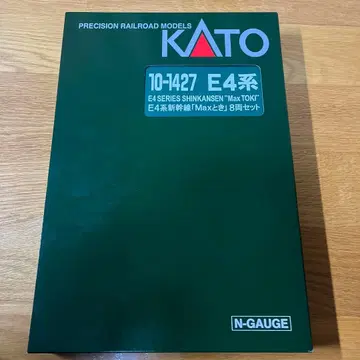 PRECISION RAILROAD MODELS
KATO
10-1427 E4系
E4 SERIES SHINKANSEN "Max TOKI"
E4系新幹線「Maxとき」8両セット
N-GAUGE